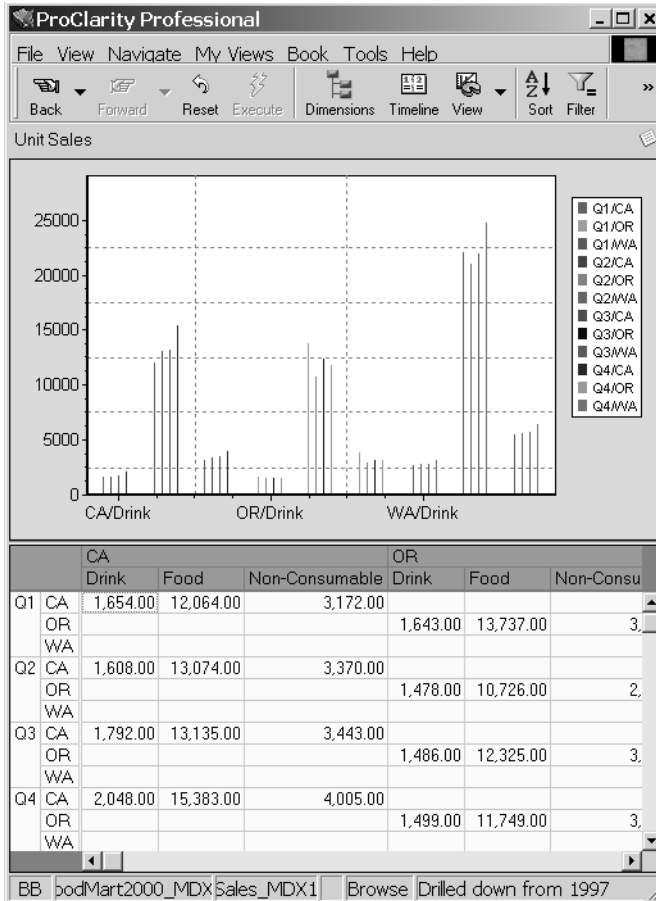 ProClarity Professional
File View Navigate My Views Book Tools Help
Back Forward Reset Execute Dimensions Timeline View Sort Filter »
Unit Sales
25000
20000
15000
10000
5000
0
CA/Drink OR/Drink WA/Drink
Q1/CA
Q1/OR
Q1/WA
Q2/CA
Q2/OR
Q2/WA
Q3/CA
Q3/OR
Q3/WA
Q4/CA
Q4/OR
Q4/WA
CA OR
Drink Food Non-Consumable Drink Food Non-Consu
Q1 CA 1,654.00 12,064.00 3,172.00
OR 1,643.00 13,737.00 3,
WA
Q2 CA 1,608.00 13,074.00 3,370.00
OR 1,478.00 10,726.00 2,
WA
Q3 CA 1,792.00 13,135.00 3,443.00
OR 1,486.00 12,325.00 3,
WA
Q4 CA 2,048.00 15,383.00 4,005.00
OR 1,499.00 11,749.00 3,
WA
BB oodMart2000_MDX Sales_MDX1 Browse Drilled down from 1997